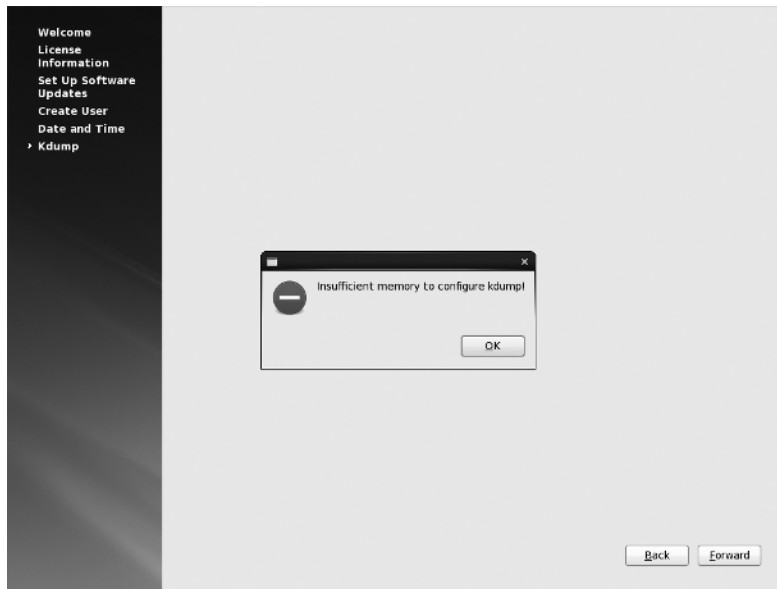 Welcome
License
Information
Set Up Software
Updates
Create User
Date and Time
Kdump
Insufficient memory to configure kdump!
OK
Back
Forward